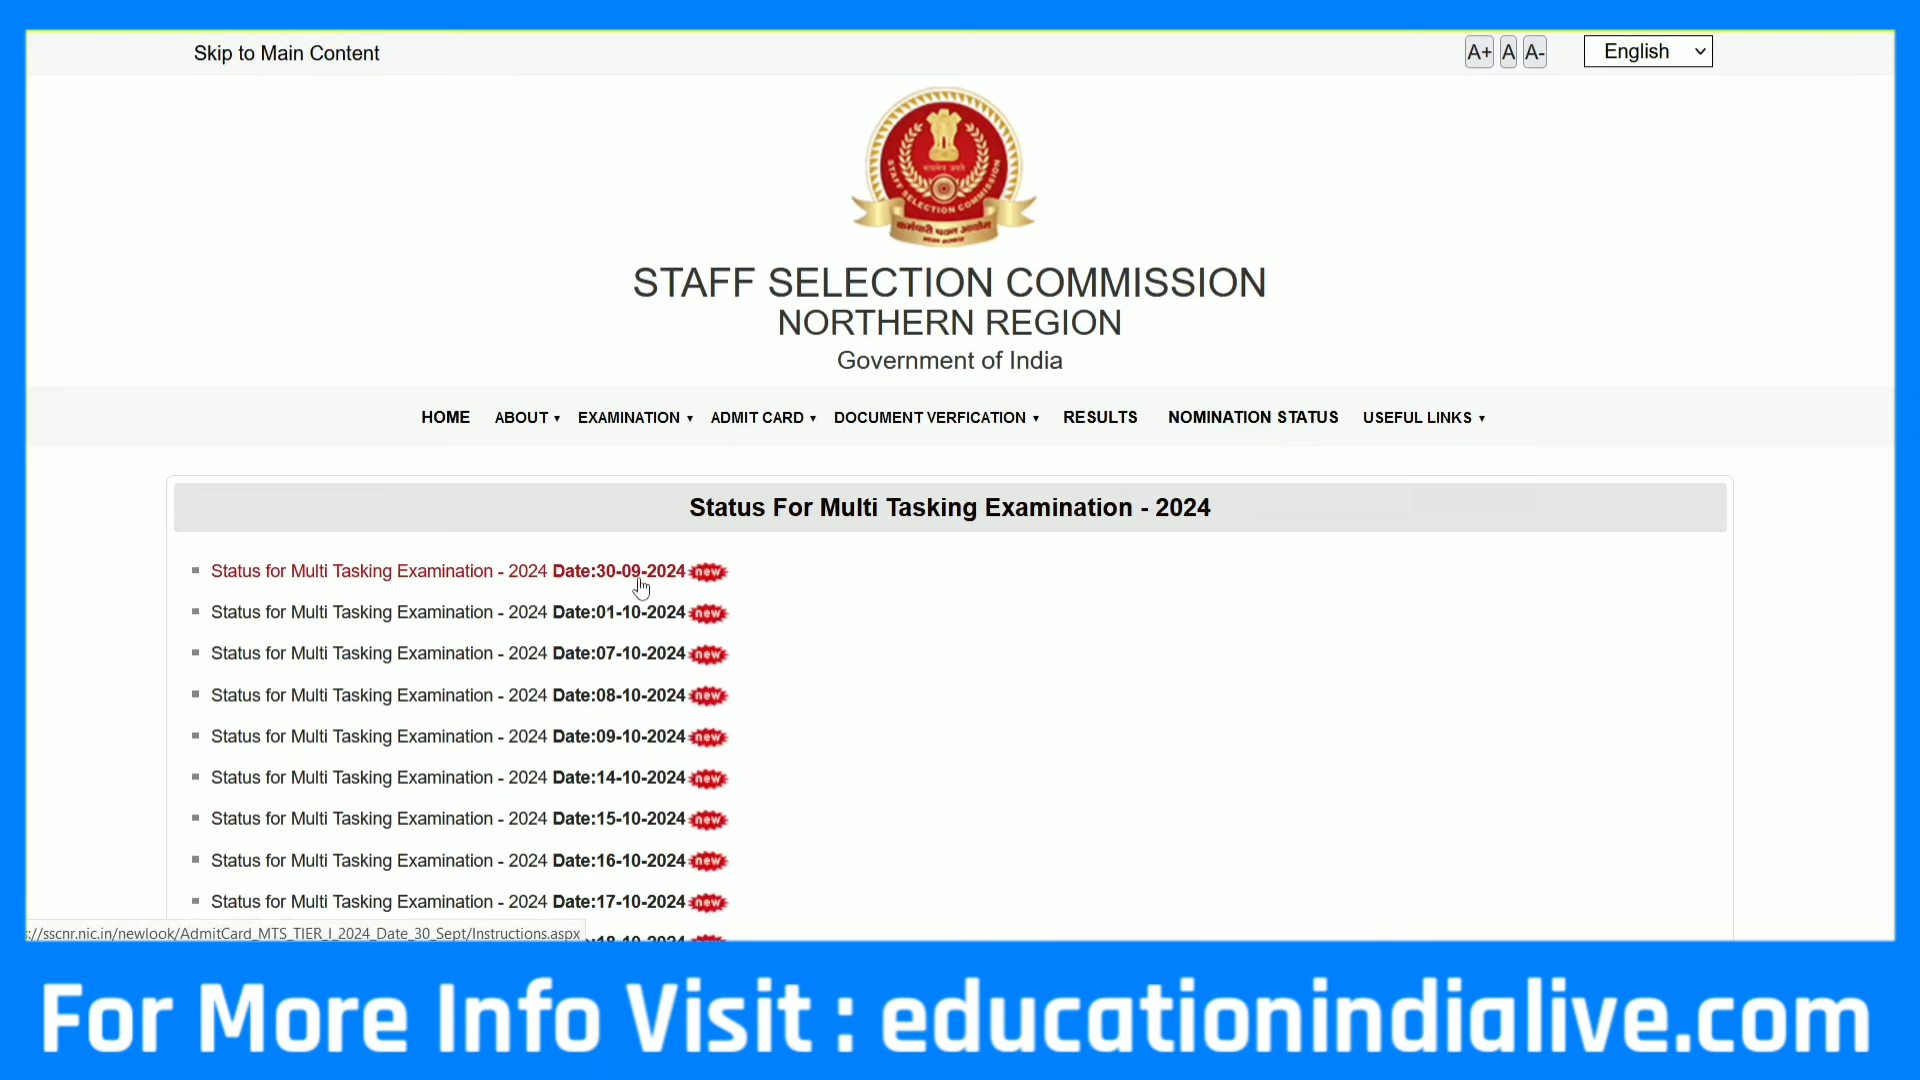 Skip to Main Content
A+ A A- English
STAFF SELECTION COMMISSION
STAFF SELECTION COMMISSION
NORTHERN REGION
Government of India
HOME ABOUT EXAMINATION ADMIT CARD DOCUMENT VERFICATION RESULTS NOMINATION STATUS USEFUL LINKS
Status For Multi Tasking Examination - 2024
Status for Multi Tasking Examination - 2024 Date:30-09-2024 new
Status for Multi Tasking Examination - 2024 Date:01-10-2024 new
Status for Multi Tasking Examination - 2024 Date:07-10-2024 new
Status for Multi Tasking Examination - 2024 Date:08-10-2024 new
Status for Multi Tasking Examination - 2024 Date:09-10-2024 new
Status for Multi Tasking Examination - 2024 Date:14-10-2024 new
Status for Multi Tasking Examination - 2024 Date:15-10-2024 new
Status for Multi Tasking Examination - 2024 Date:16-10-2024 new
Status for Multi Tasking Examination - 2024 Date:17-10-2024 new
://sscnr.nic.in/newlook/AdmitCard_MTS_TIER_I_2024_Date_30_Sept/Instructions.aspx
For More Info Visit : educationindialive.com